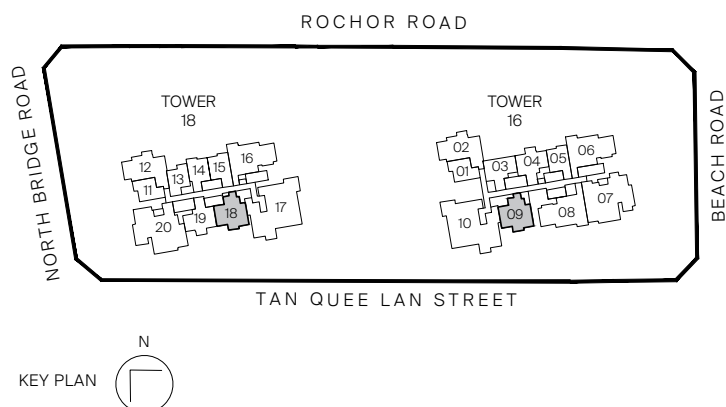 ROCHOR ROAD
NORTH BRIDGE ROAD
BEACH ROAD
TOWER
18
TOWER
16
12
11
13
14
15
16
17
18
19
20
02
01
03
04
05
06
07
08
09
10
TAN QUEE LAN STREET
N
KEY PLAN